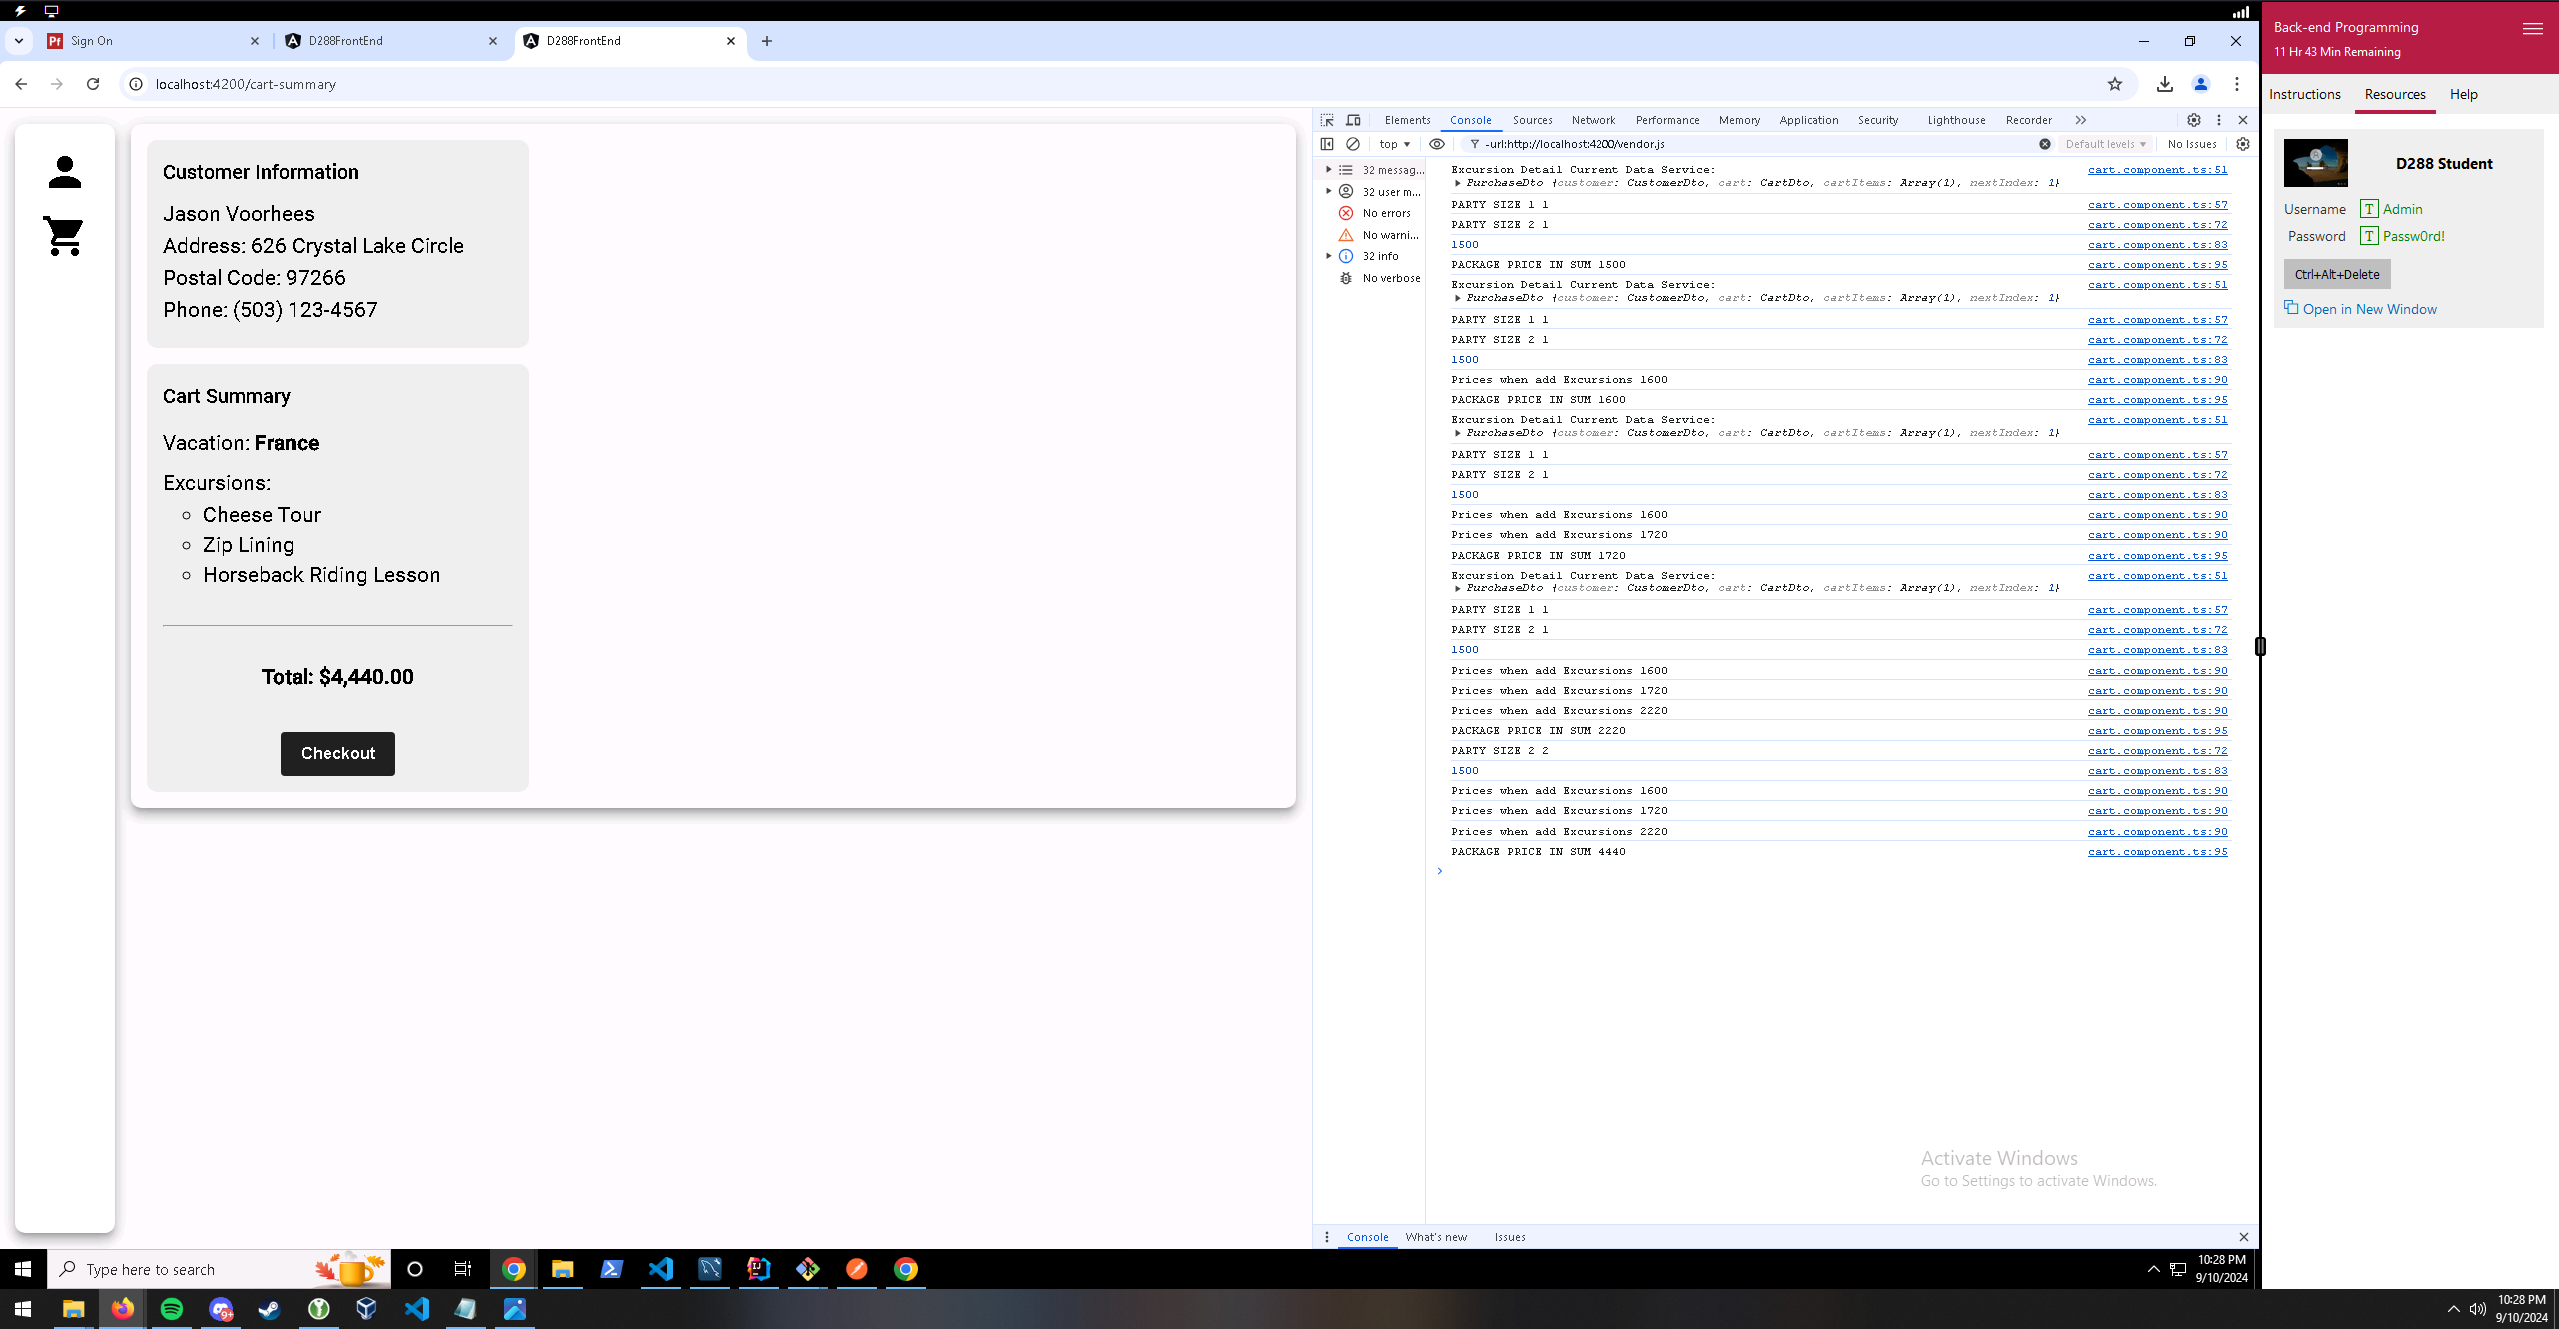 Sign On
D288FrontEnd
D288FrontEnd
localhost:4200/cart-summary
Customer Information
Jason Voorhees
Address: 626 Crystal Lake Circle
Postal Code: 97266
Phone: (503) 123-4567
Cart Summary
Vacation: France
Excursions:
Cheese Tour
Zip Lining
Horseback Riding Lesson
Total: $4,440.00
Checkout
Elements Console Sources Network Performance Memory Application Security Lighthouse Recorder
top -url:http://localhost:4200/vendor.js Default levels No Issues
32 messag...
32 user m...
No errors
No warni...
32 info
No verbose
Excursion Detail Current Data Service: cart.component.ts:51
PurchaseDto {customer: CustomerDto, cart: CartDto, cartItems: Array(1), nextIndex: 1}
PARTY SIZE 1 1 cart.component.ts:57
PARTY SIZE 2 1 cart.component.ts:72
1500 cart.component.ts:83
PACKAGE PRICE IN SUM 1500 cart.component.ts:95
Excursion Detail Current Data Service: cart.component.ts:51
PurchaseDto {customer: CustomerDto, cart: CartDto, cartItems: Array(1), nextIndex: 1}
PARTY SIZE 1 1 cart.component.ts:57
PARTY SIZE 2 1 cart.component.ts:72
1500 cart.component.ts:83
Prices when add Excursions 1600 cart.component.ts:90
PACKAGE PRICE IN SUM 1600 cart.component.ts:95
Excursion Detail Current Data Service: cart.component.ts:51
PurchaseDto {customer: CustomerDto, cart: CartDto, cartItems: Array(1), nextIndex: 1}
PARTY SIZE 1 1 cart.component.ts:57
PARTY SIZE 2 1 cart.component.ts:72
1500 cart.component.ts:83
Prices when add Excursions 1600 cart.component.ts:90
Prices when add Excursions 1720 cart.component.ts:90
PACKAGE PRICE IN SUM 1720 cart.component.ts:95
Excursion Detail Current Data Service: cart.component.ts:51
PurchaseDto {customer: CustomerDto, cart: CartDto, cartItems: Array(1), nextIndex: 1}
PARTY SIZE 1 1 cart.component.ts:57
PARTY SIZE 2 1 cart.component.ts:72
1500 cart.component.ts:83
Prices when add Excursions 1600 cart.component.ts:90
Prices when add Excursions 1720 cart.component.ts:90
Prices when add Excursions 2220 cart.component.ts:90
PACKAGE PRICE IN SUM 2220 cart.component.ts:95
PARTY SIZE 2 2 cart.component.ts:72
1500 cart.component.ts:83
Prices when add Excursions 1600 cart.component.ts:90
Prices when add Excursions 1720 cart.component.ts:90
Prices when add Excursions 2220 cart.component.ts:90
PACKAGE PRICE IN SUM 4440 cart.component.ts:95
Activate Windows
Go to Settings to activate Windows.
Console What's new Issues
Back-end Programming
11 Hr 43 Min Remaining
Instructions Resources Help
D288 Student
Username T Admin
Password T Passw0rd!
Ctrl+Alt+Delete
Open in New Window
Type here to search
10:28 PM
9/10/2024
10:28 PM
9/10/2024